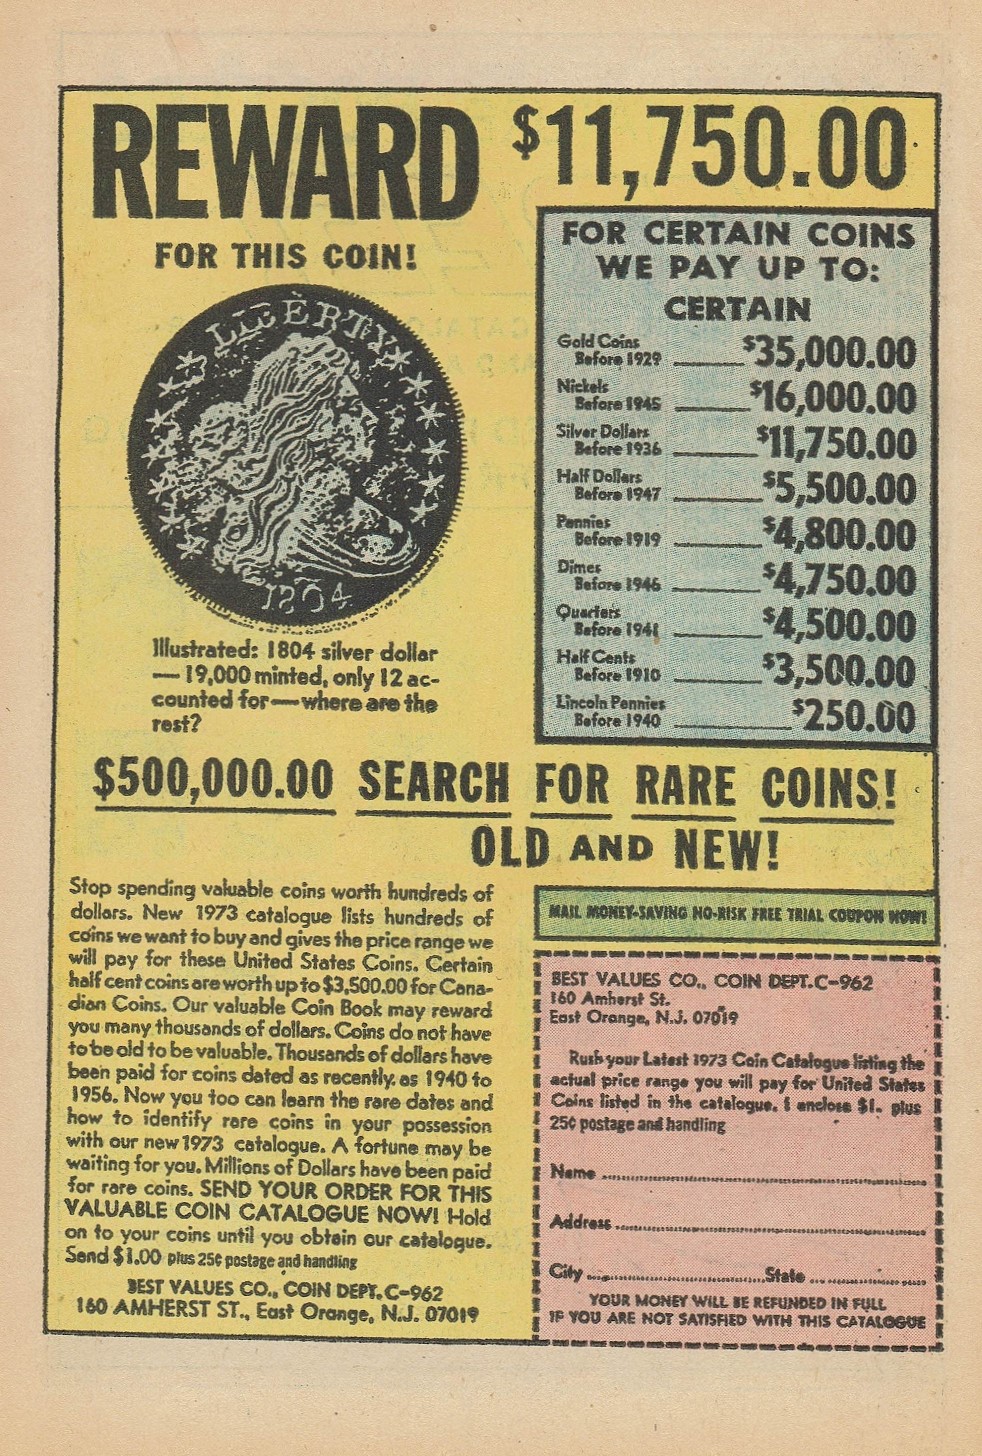 REWARD $11,750.00
FOR THIS COIN!
LIBERTY
1804
Illustrated: 1804 silver dollar
— 19,000 minted, only 12 ac-
counted for — where are the
rest?
FOR CERTAIN COINS
WE PAY UP TO:
CERTAIN
Gold Coins
Before 1929 $35,000.00
Nickels
Before 1945 $16,000.00
Silver Dollars
Before 1936 $11,750.00
Half Dollars
Before 1947 $5,500.00
Pennies
Before 1919 $4,800.00
Dimes
Before 1946 $4,750.00
Quarters
Before 1941 $4,500.00
Half Cents
Before 1910 $3,500.00
Lincoln Pennies
Before 1940 $250.00
$500,000.00 SEARCH FOR RARE COINS!
OLD AND NEW!
Stop spending valuable coins worth hundreds of
dollars. New 1973 catalogue lists hundreds of
coins we want to buy and gives the price range we
will pay for these United States Coins. Certain
half cent coins are worth up to $3,500.00 for Cana-
dian Coins. Our valuable Coin Book may reward
you many thousands of dollars. Coins do not have
to be old to be valuable. Thousands of dollars have
been paid for coins dated as recently as 1940 to
1956. Now you too can learn the rare dates and
how to identify rare coins in your possession
with our new 1973 catalogue. A fortune may be
waiting for you. Millions of Dollars have been paid
for rare coins. SEND YOUR ORDER FOR THIS
VALUABLE COIN CATALOGUE NOW! Hold
on to your coins until you obtain our catalogue.
Send $1.00 plus 25¢ postage and handling
BEST VALUES CO., COIN DEPT. C-962
160 AMHERST ST., East Orange, N.J. 07019
MAIL MONEY-SAVING NO-RISK FREE TRIAL COUPON NOW!
BEST VALUES CO., COIN DEPT. C-962
160 Amherst St.
East Orange, N.J. 07019
Rush your Latest 1973 Coin Catalogue listing the
actual price range you will pay for United States
Coins listed in the catalogue. I enclose $1. plus
25¢ postage and handling
Name
Address
City State
YOUR MONEY WILL BE REFUNDED IN FULL
IF YOU ARE NOT SATISFIED WITH THIS CATALOGUE